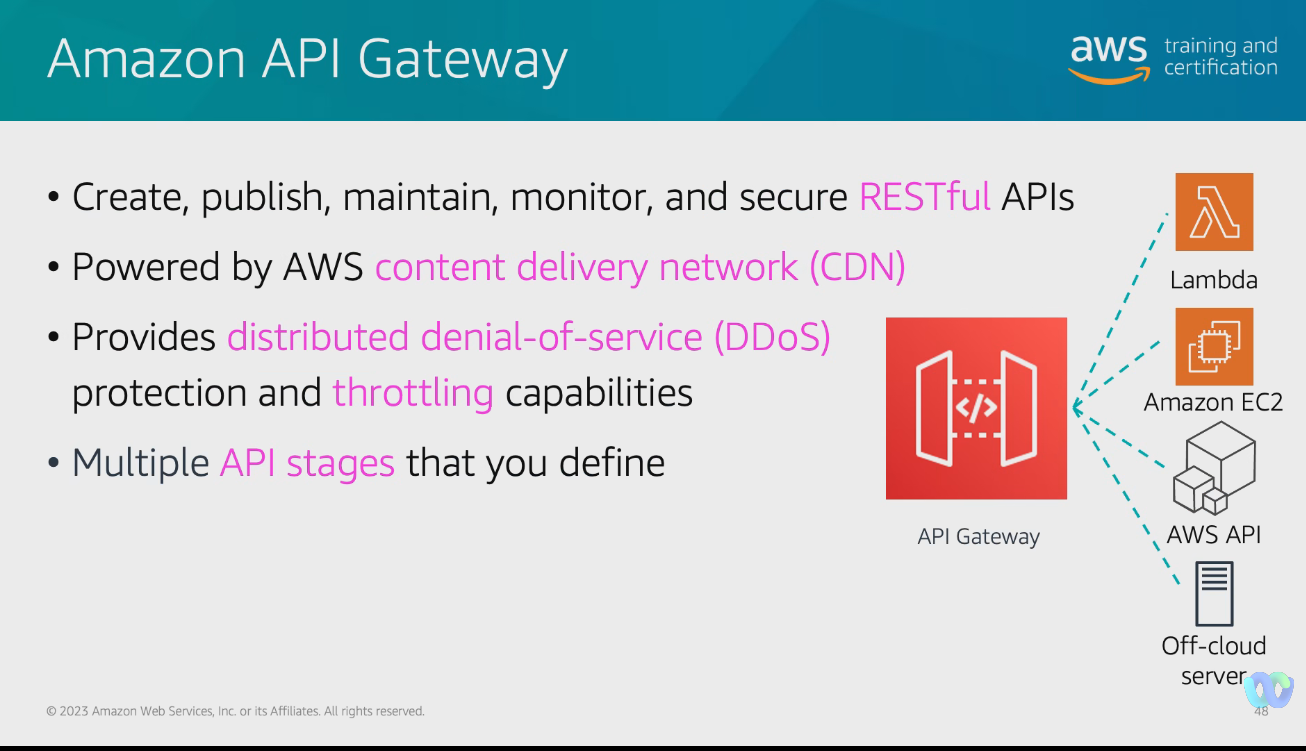 Amazon API Gateway
aws training and
certification
• Create, publish, maintain, monitor, and secure RESTful APIs
• Powered by AWS content delivery network (CDN)
• Provides distributed denial-of-service (DDoS)
protection and throttling capabilities
• Multiple API stages that you define
</>
API Gateway
Lambda
Amazon EC2
AWS API
Off-cloud
server
© 2023 Amazon Web Services, Inc. or its Affiliates. All rights reserved.
48